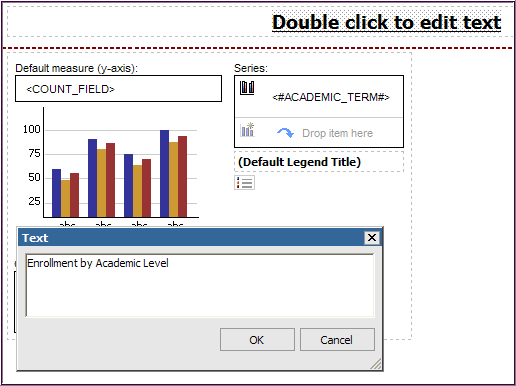 Double click to edit text
Default measure (y-axis):
<COUNT_FIELD>
Series:
<#ACADEMIC_TERM#>
Drop item here
(Default Legend Title)
100
75
50
25
abc abc abc abc
Text
Enrollment by Academic Level
OK Cancel